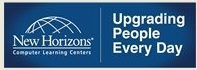 New Horizons®
Computer Learning Centers
Upgrading
People
Every Day